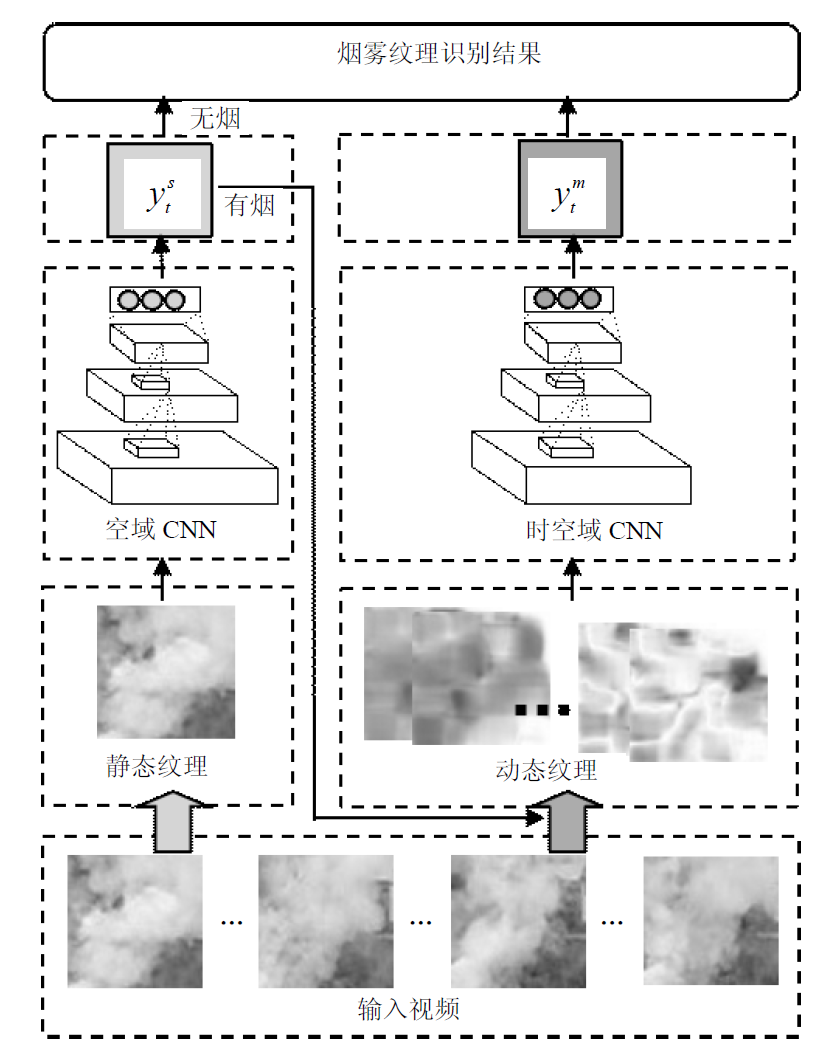 烟雾纹理识别结果
无烟
y_t^s
有烟
y_t^m
空域 CNN
时空域 CNN
静态纹理
动态纹理
... ... ...
输入视频